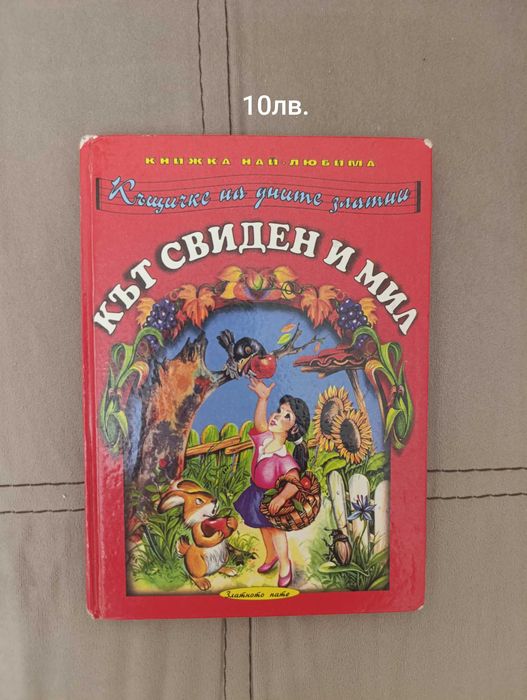 10лв.
КНИЖКА НАЙ-ЛЮБИМА
Къщичке на дните златни
КЪТ СВИДЕН И МИЛ
Златното пате